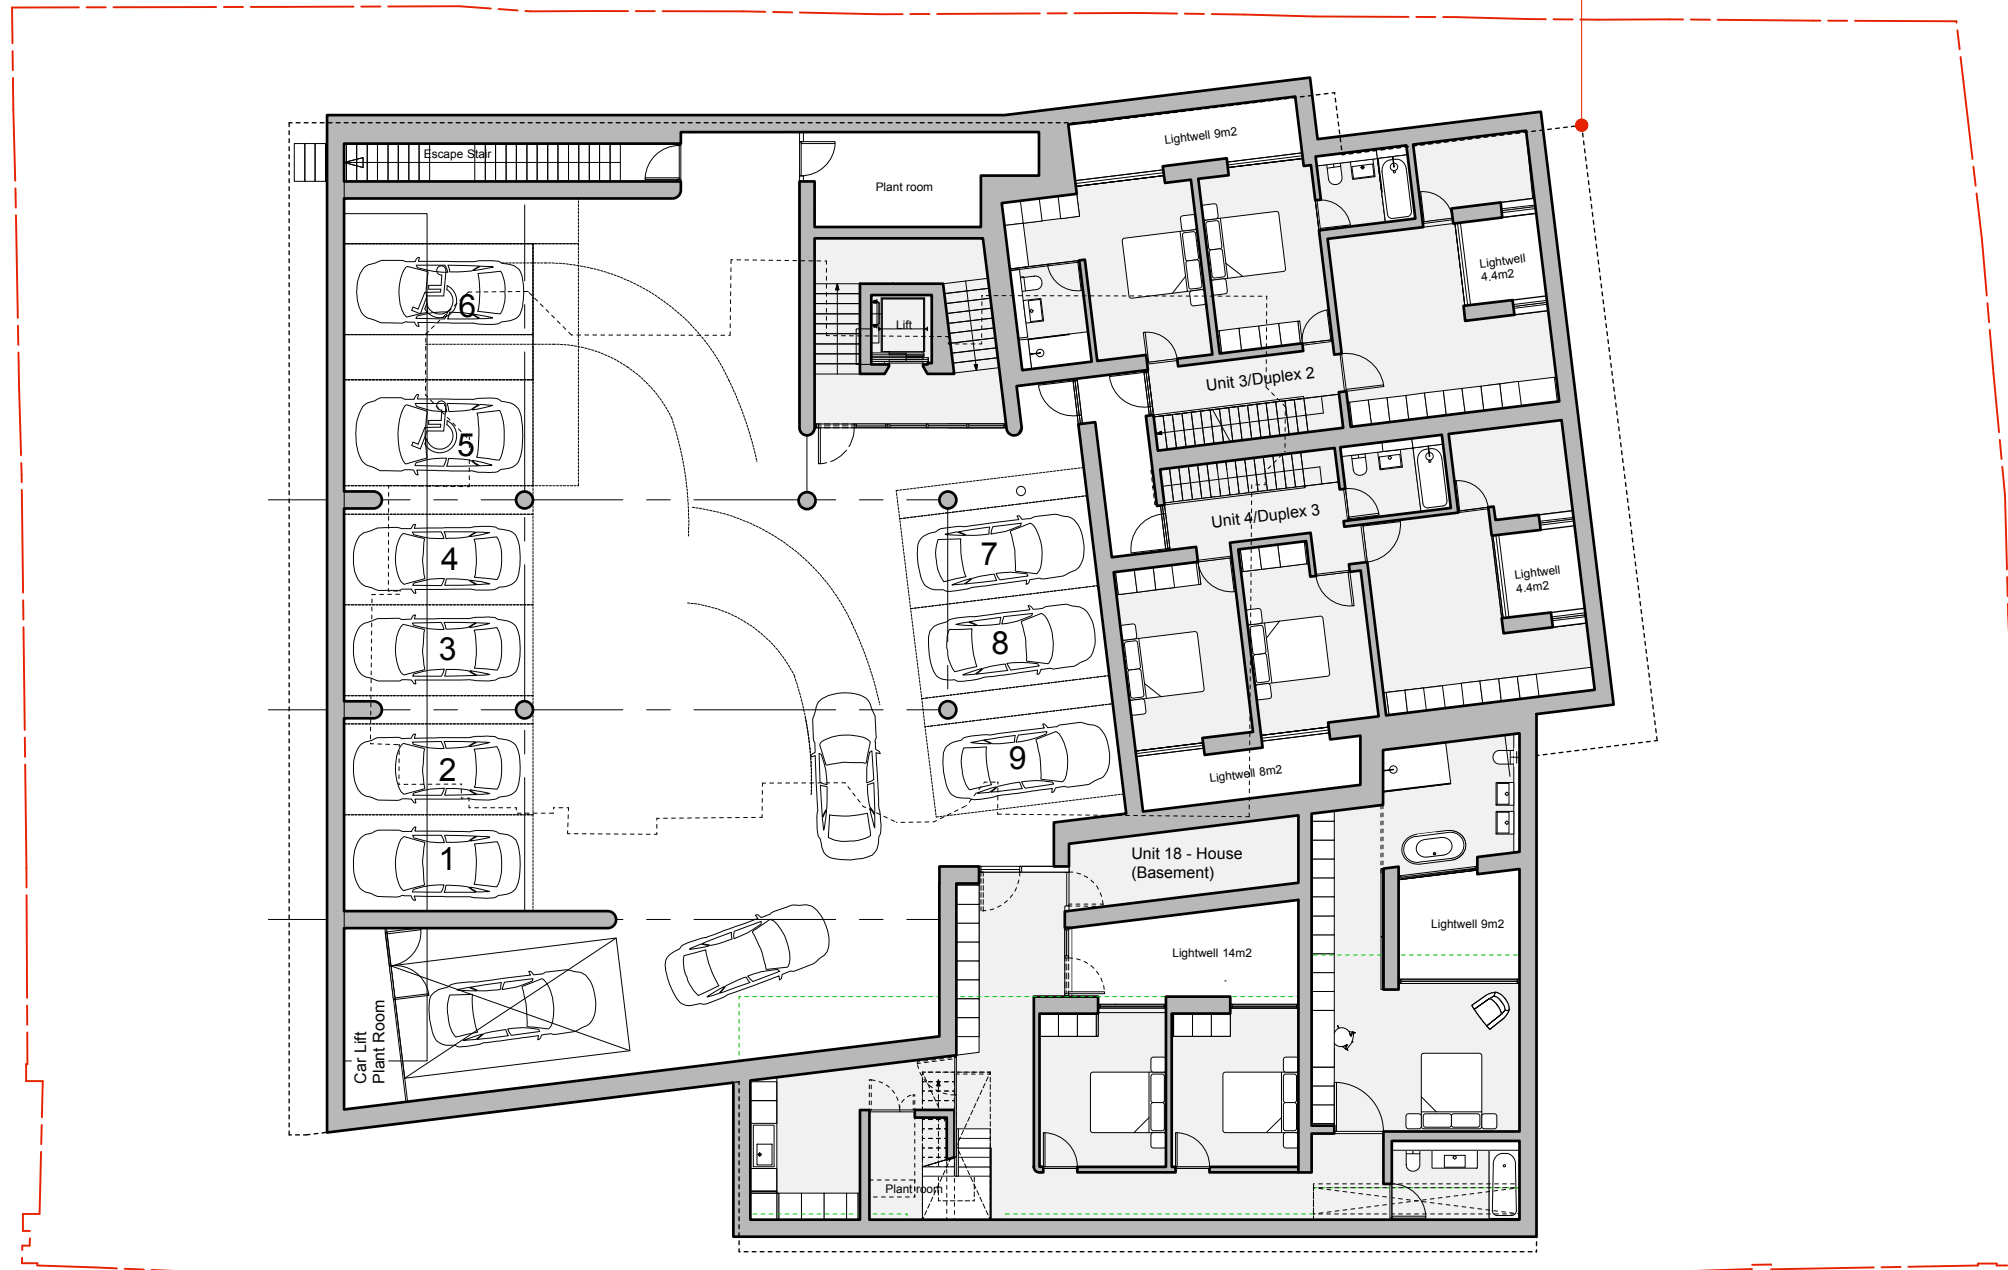 Escape Stair
Plant room
Lightwell 9m2
Lightwell
4.4m2
6
Lift
Unit 3/Duplex 2
5
4
7
Unit 4/Duplex 3
Lightwell
4.4m2
3
8
2
9
Lightwell 8m2
1
Unit 18 - House
(Basement)
Lightwell 9m2
Lightwell 14m2
Car Lift
Plant Room
Plant room